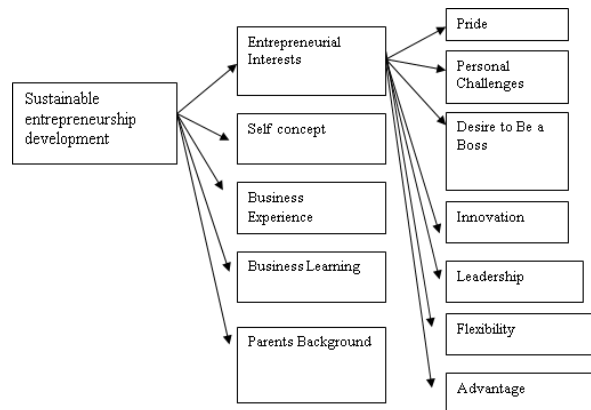 Sustainable
entrepreneurship
development
Entrepreneurial
Interests
Self concept
Business
Experience
Business Learning
Parents Background
Pride
Personal
Challenges
Desire to Be a
Boss
Innovation
Leadership
Flexibility
Advantage